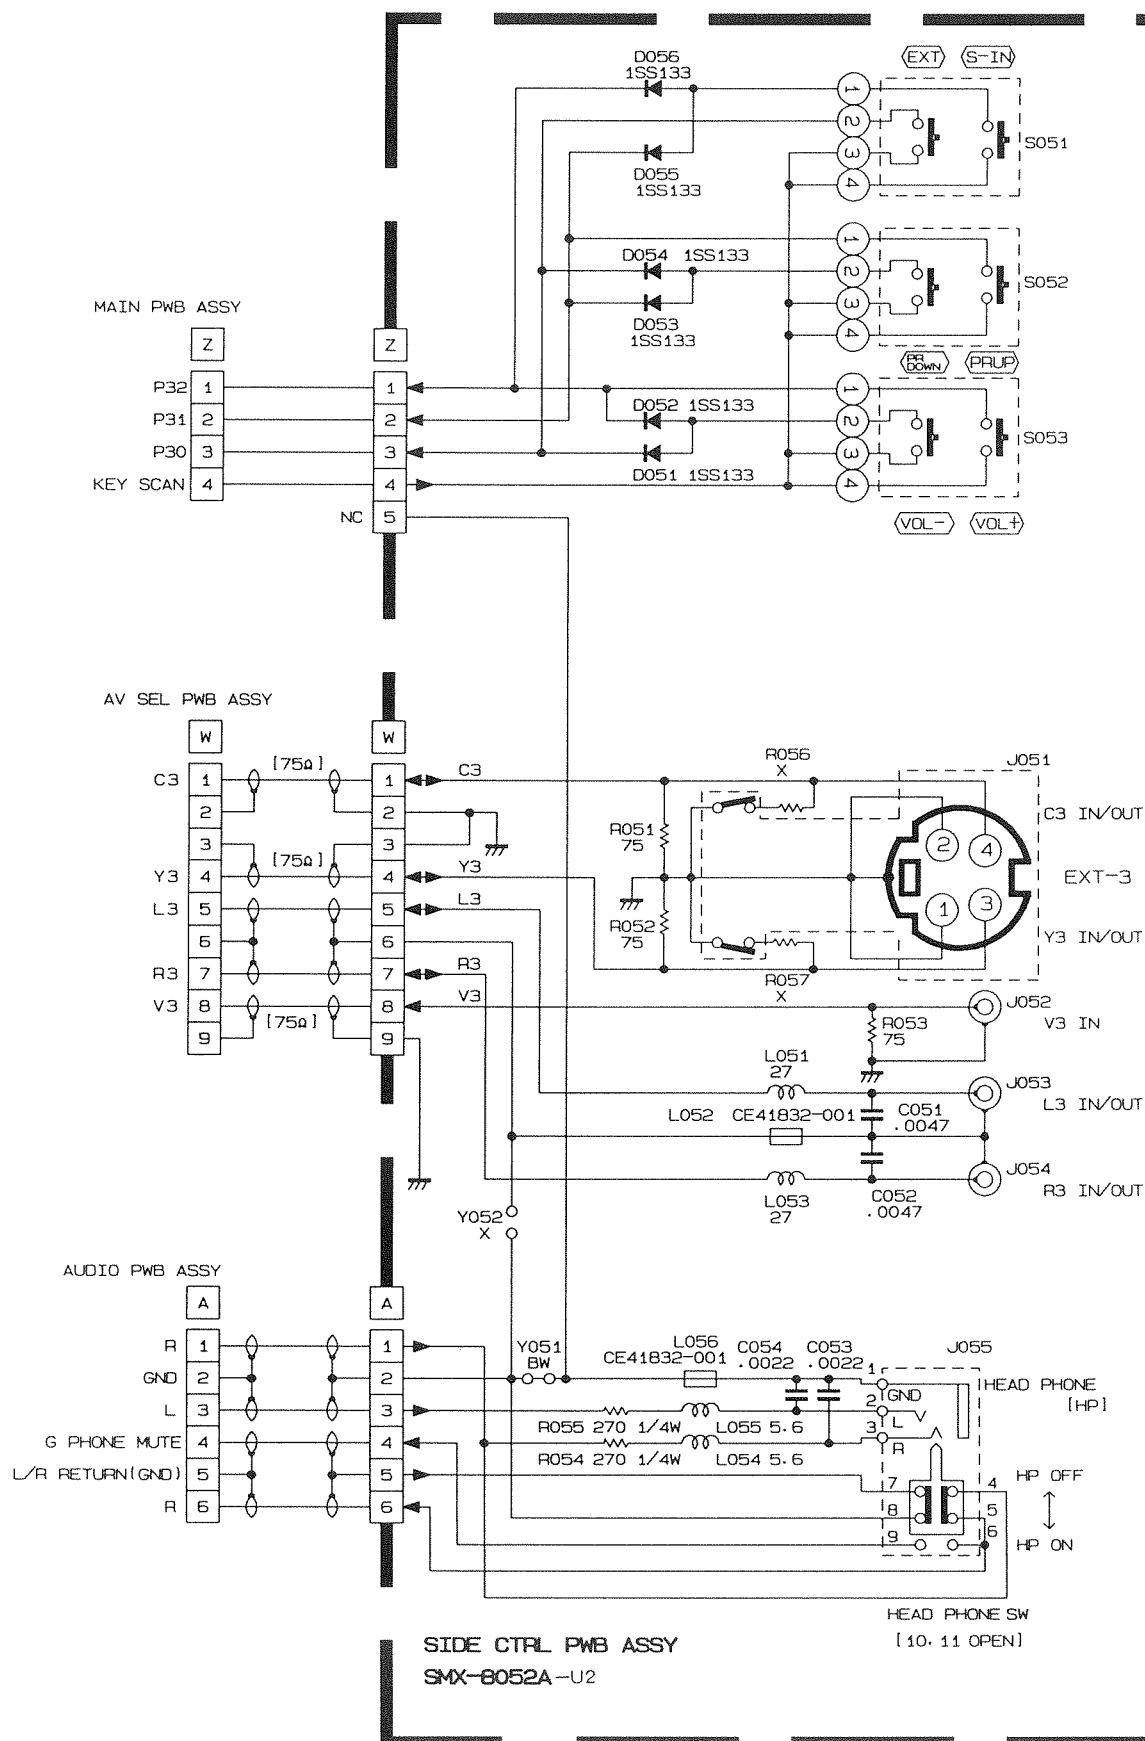 EXT S-IN
D056
1SS133
1
2
3
4
S051
D055
1SS133
1
2
3
4
D054 1SS133
S052
D053
1SS133
PR DOWN PRUP
MAIN PWB ASSY
Z Z
P32 1 1
P31 2 2
P30 3 3
KEY SCAN 4 4
NC 5
1
2
3
4
D052 1SS133
S053
D051 1SS133
VOL- VOL+
AV SEL PWB ASSY
W W
C3 1 [75Ω] 1 C3
2 2
3 3
Y3 4 [75Ω] 4 Y3
L3 5 5 L3
6 6
R3 7 7 R3
V3 8 [75Ω] 8 V3
9 9
R056
X
J051
C3 IN/OUT
R051
75
2 4
EXT-3
1 3
R052
75
Y3 IN/OUT
R057
X
J052
V3 IN
R053
75
L051
27
J053
L3 IN/OUT
L052 CE41832-001
C051
.0047
J054
R3 IN/OUT
L053
27
C052
.0047
Y052
X
AUDIO PWB ASSY
A A
R 1 1
GND 2 2
L 3 3
G PHONE MUTE 4 4
L/R RETURN(GND) 5 5
R 6 6
Y051
BW
L056
CE41832-001
C054
.0022
C053
.0022
J055
1
GND
2
L
3
R
HEAD PHONE
[HP]
R055 270 1/4W L055 5.6
R054 270 1/4W L054 5.6
7 4
8 5
6
9
HP OFF
HP ON
HEAD PHONE SW
[10. 11 OPEN]
SIDE CTRL PWB ASSY
SMX-8052A-U2